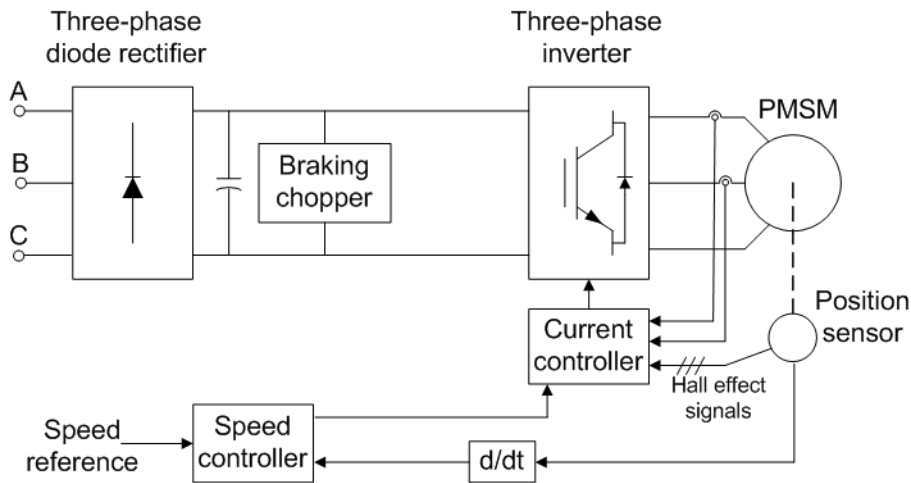 Three-phase
diode rectifier
Three-phase
inverter
A
B
C
PMSM
Braking
chopper
Position
sensor
Current
controller
Hall effect
signals
Speed
reference
Speed
controller
d/dt